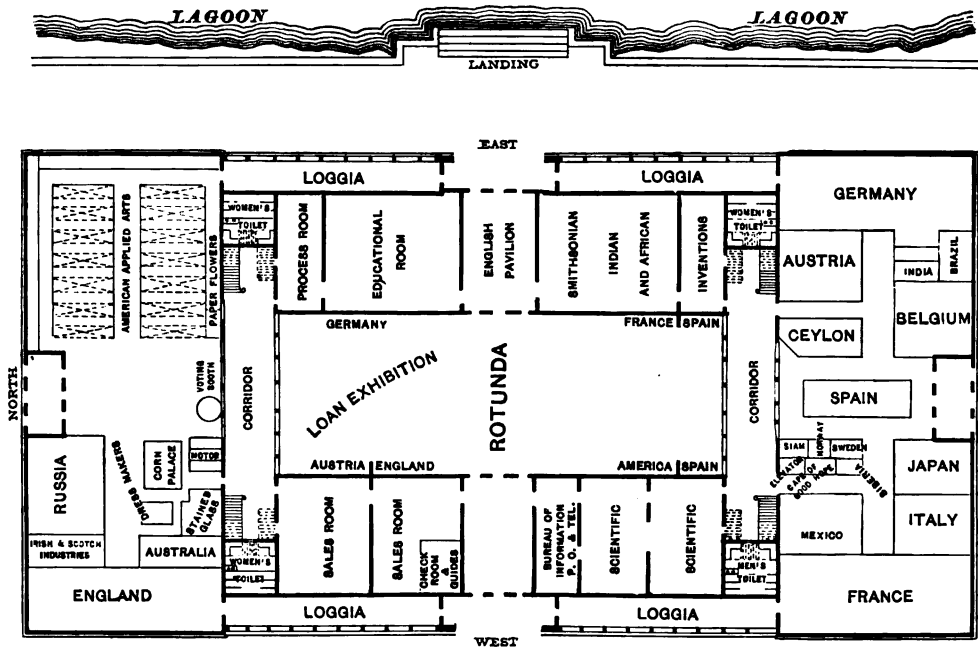 LAGOON
LAGOON
LANDING
EAST
LOGGIA
LOGGIA
GERMANY
WOMEN'S
TOILET
PROCESS ROOM
EDUCATIONAL
ROOM
ENGLISH
PAVILION
SMITHSONIAN
INDIAN
AND AFRICAN
INVENTIONS
WOMEN'S
TOILET
AMERICAN APPLIED ARTS
PAPER FLOWERS
AUSTRIA
INDIA
BRAZIL
BELGIUM
CEYLON
GERMANY
FRANCE
SPAIN
NORTH
VOTING
BOOTH
CORRIDOR
LOAN EXHIBITION
ROTUNDA
CORRIDOR
SPAIN
RUSSIA
DRESS MAKERS
CORN
PALACE
MOTOR
STAINED
GLASS
AUSTRIA
ENGLAND
AMERICA
SPAIN
SIAM
NORWAY
SWEDEN
ELEVATOR
CAPE OF
GOOD HOPE
SIBERIA
JAPAN
ITALY
MEXICO
IRISH & SCOTCH
INDUSTRIES
AUSTRALIA
ENGLAND
WOMEN'S
TOILET
SALES ROOM
SALES ROOM
CHECK
ROOM
&
GUIDES
BUREAU OF
INFORMATION
P. O. & TEL.
SCIENTIFIC
SCIENTIFIC
MEN'S
TOILET
FRANCE
LOGGIA
LOGGIA
WEST